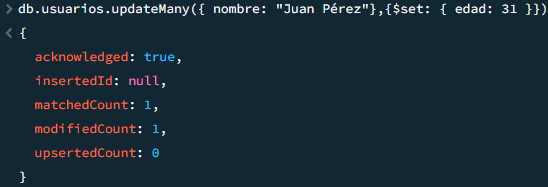 > db.usuarios.updateMany({ nombre: "Juan Pérez"},{$set: { edad: 31 }})
< {
acknowledged: true,
insertedId: null,
matchedCount: 1,
modifiedCount: 1,
upsertedCount: 0
}